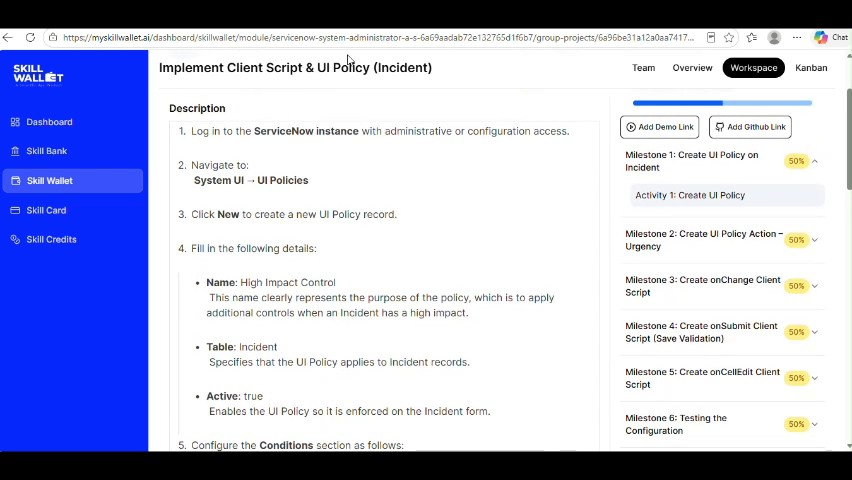 https://myskillwallet.ai/dashboard/skillwallet/module/servicenow-system-administrator-a-s-6a69aadab72e132765d1f6b7/group-projects/6a96be31a12a0aa7417...
Chat
SKILL
WALLET
Implement Client Script & UI Policy (Incident)
Team
Overview
Workspace
Kanban
Dashboard
Skill Bank
Skill Wallet
Skill Card
Skill Credits
Description
1. Log in to the ServiceNow instance with administrative or configuration access.
2. Navigate to:
System UI → UI Policies
3. Click New to create a new UI Policy record.
4. Fill in the following details:
• Name: High Impact Control
This name clearly represents the purpose of the policy, which is to apply
additional controls when an Incident has a high impact.
• Table: Incident
Specifies that the UI Policy applies to Incident records.
• Active: true
Enables the UI Policy so it is enforced on the Incident form.
5. Configure the Conditions section as follows:
Add Demo Link
Add Github Link
Milestone 1: Create UI Policy on
Incident
50%
Activity 1: Create UI Policy
Milestone 2: Create UI Policy Action –
Urgency
50%
Milestone 3: Create onChange Client
Script
50%
Milestone 4: Create onSubmit Client
Script (Save Validation)
50%
Milestone 5: Create onCellEdit Client
Script
50%
Milestone 6: Testing the
Configuration
50%